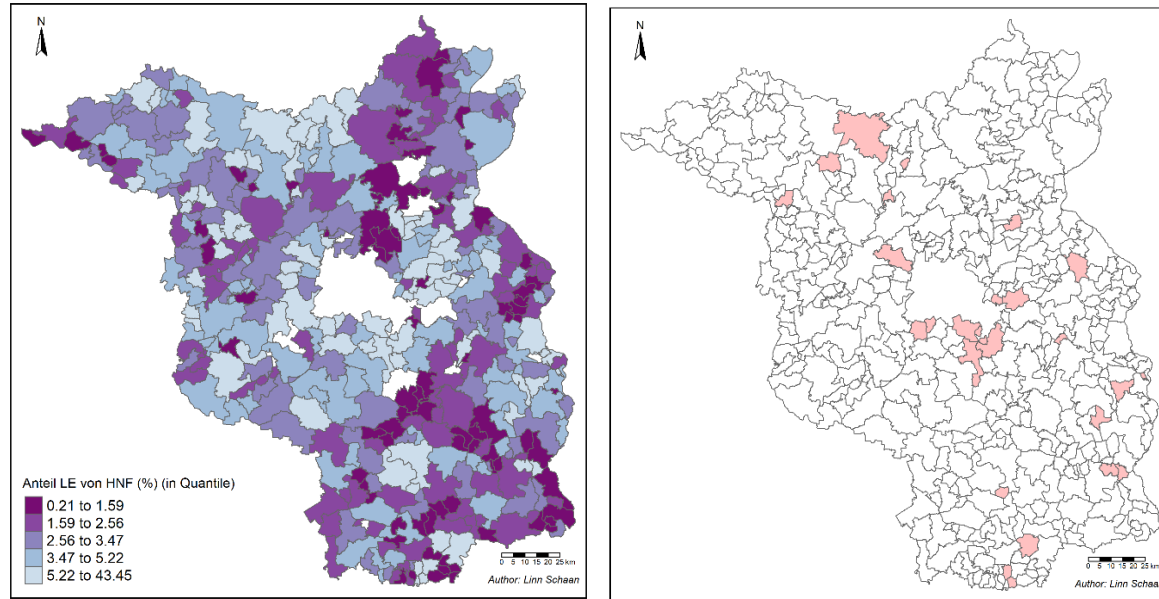 N
Anteil LE von HNF (%) (in Quantile)
0.21 to 1.59
1.59 to 2.56
2.56 to 3.47
3.47 to 5.22
5.22 to 43.45
0 5 10 15 20 25 km
Author: Linn Schaan
N
0 5 10 15 20 25 km
Author: Linn Schaan